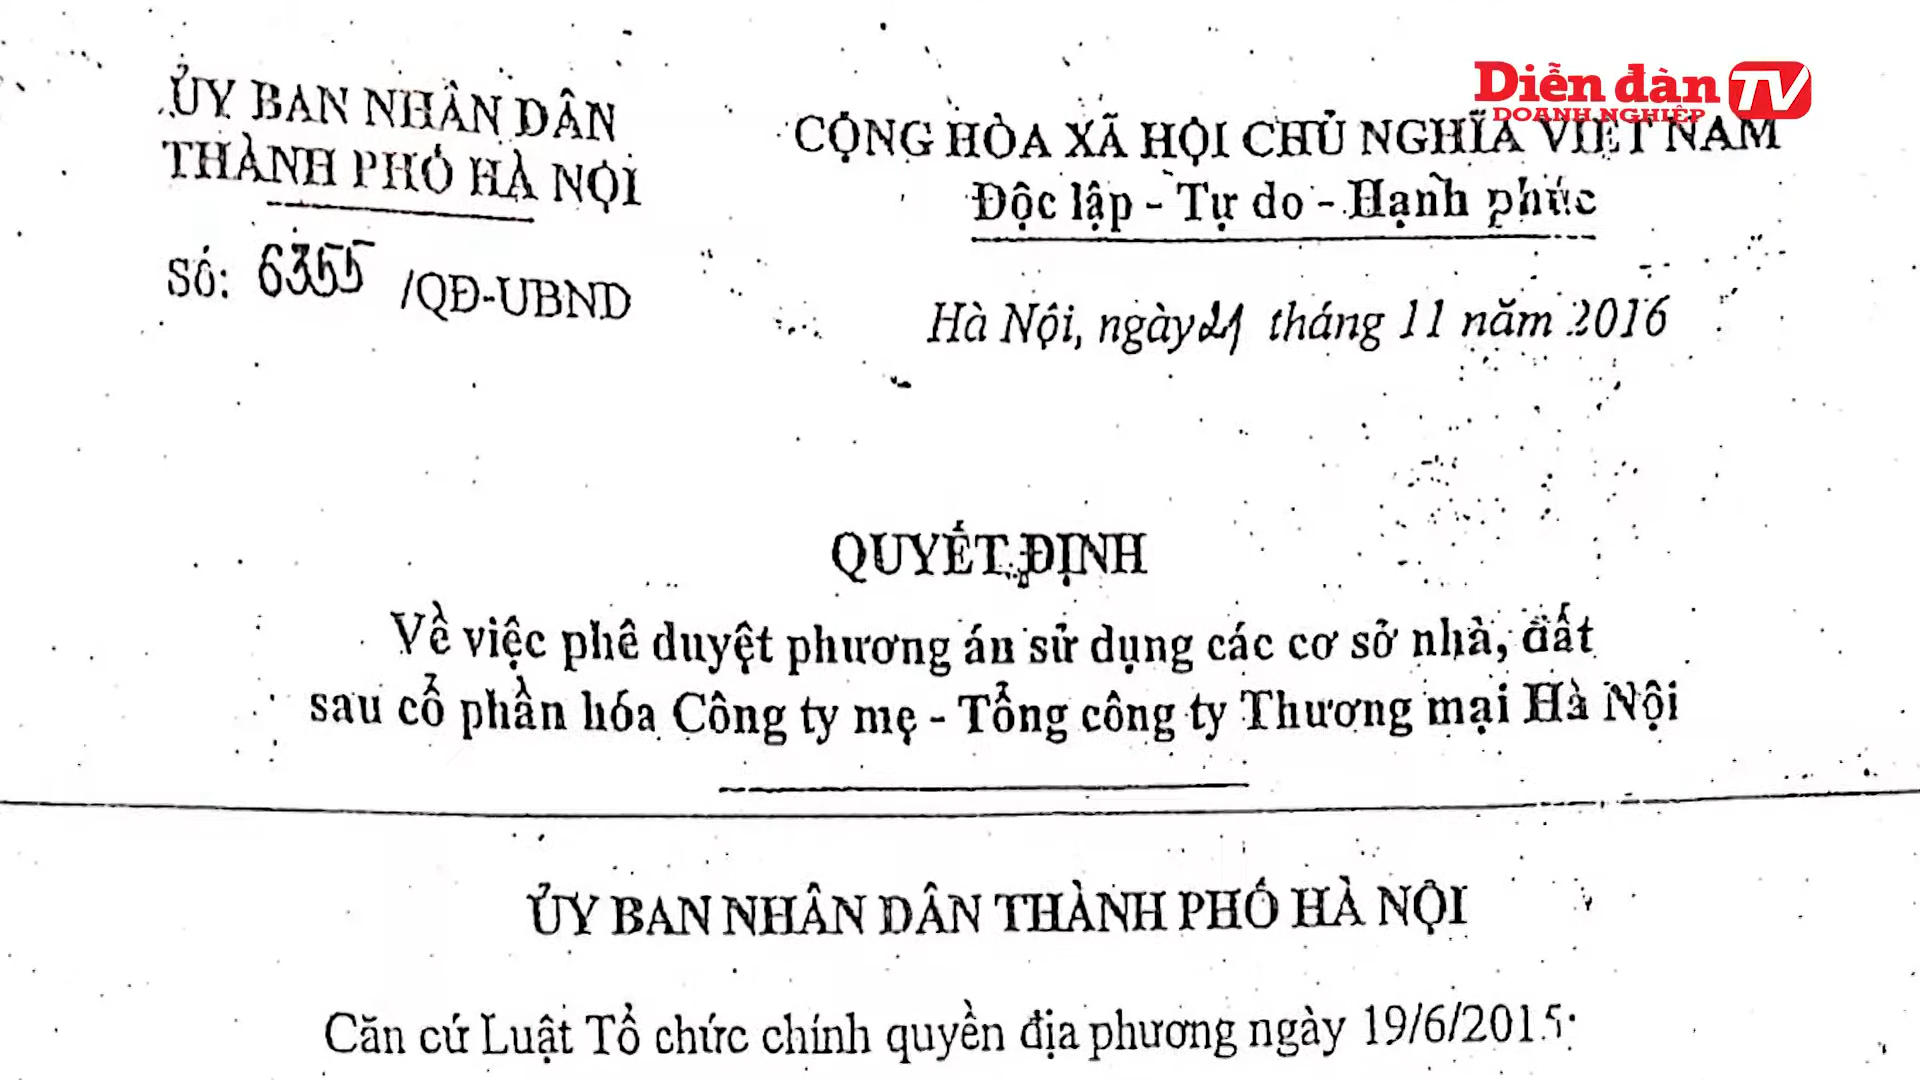 Diễn đàn TV
DOANH NGHIỆP
ỦY BAN NHÂN DÂN
THÀNH PHỐ HÀ NỘI
CỘNG HÒA XÃ HỘI CHỦ NGHĨA VIỆT NAM
Độc lập - Tự do - Hạnh phúc
Số: 6355 /QĐ-UBND
Hà Nội, ngày 21 tháng 11 năm 2016
QUYẾT ĐỊNH
Về việc phê duyệt phương án sử dụng các cơ sở nhà, đất
sau cổ phần hóa Công ty mẹ - Tổng công ty Thương mại Hà Nội
ỦY BAN NHÂN DÂN THÀNH PHỐ HÀ NỘI
Căn cứ Luật Tổ chức chính quyền địa phương ngày 19/6/2015;